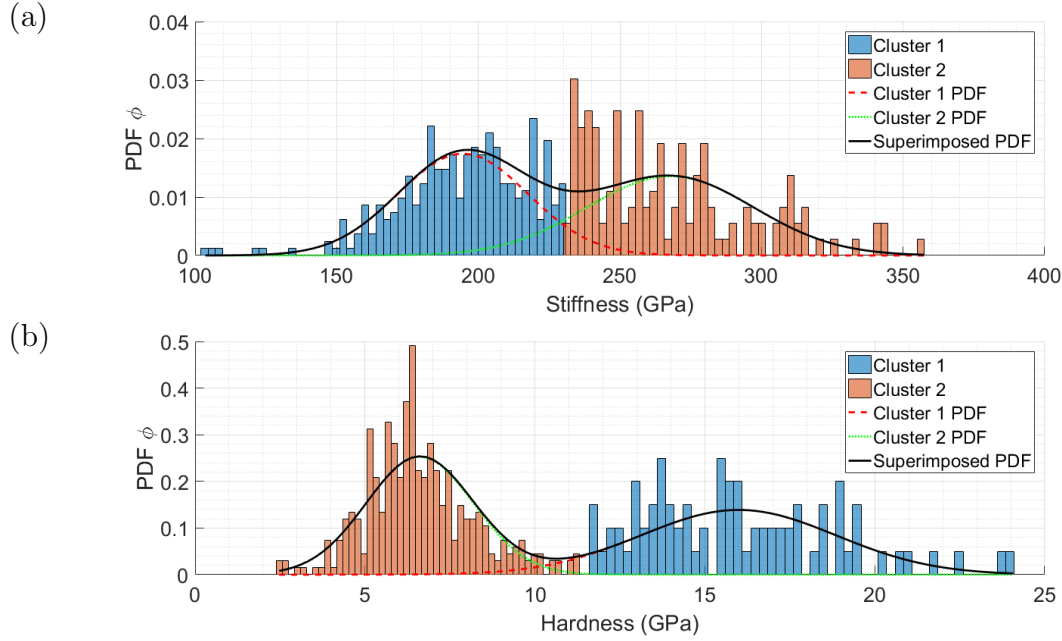 (a)
0.04
0.03
0.02
0.01
0
PDF ϕ
100
150
200
250
300
350
400
Stiffness (GPa)
Cluster 1
Cluster 2
Cluster 1 PDF
Cluster 2 PDF
Superimposed PDF
(b)
0.5
0.4
0.3
0.2
0.1
0
PDF ϕ
0
5
10
15
20
25
Hardness (GPa)
Cluster 1
Cluster 2
Cluster 1 PDF
Cluster 2 PDF
Superimposed PDF